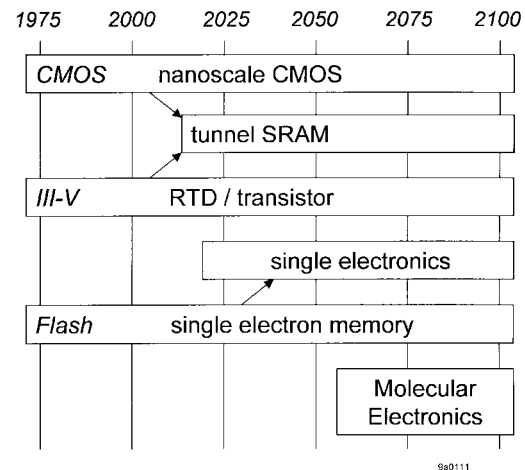 1975 2000 2025 2050 2075 2100
CMOS nanoscale CMOS
tunnel SRAM
III-V RTD / transistor
single electronics
Flash single electron memory
Molecular
Electronics
9a0111